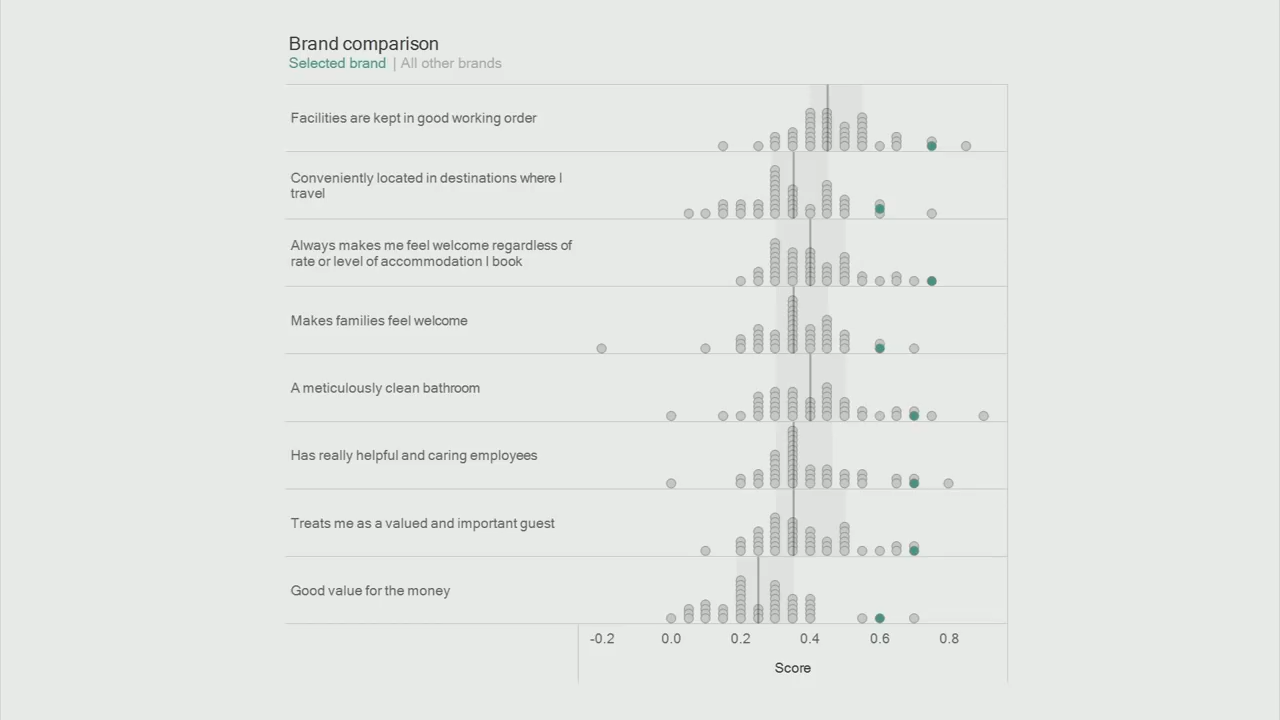 Brand comparison
Selected brand | All other brands
Facilities are kept in good working order
Conveniently located in destinations where I
travel
Always makes me feel welcome regardless of
rate or level of accommodation I book
Makes families feel welcome
A meticulously clean bathroom
Has really helpful and caring employees
Treats me as a valued and important guest
Good value for the money
-0.2 0.0 0.2 0.4 0.6 0.8
Score